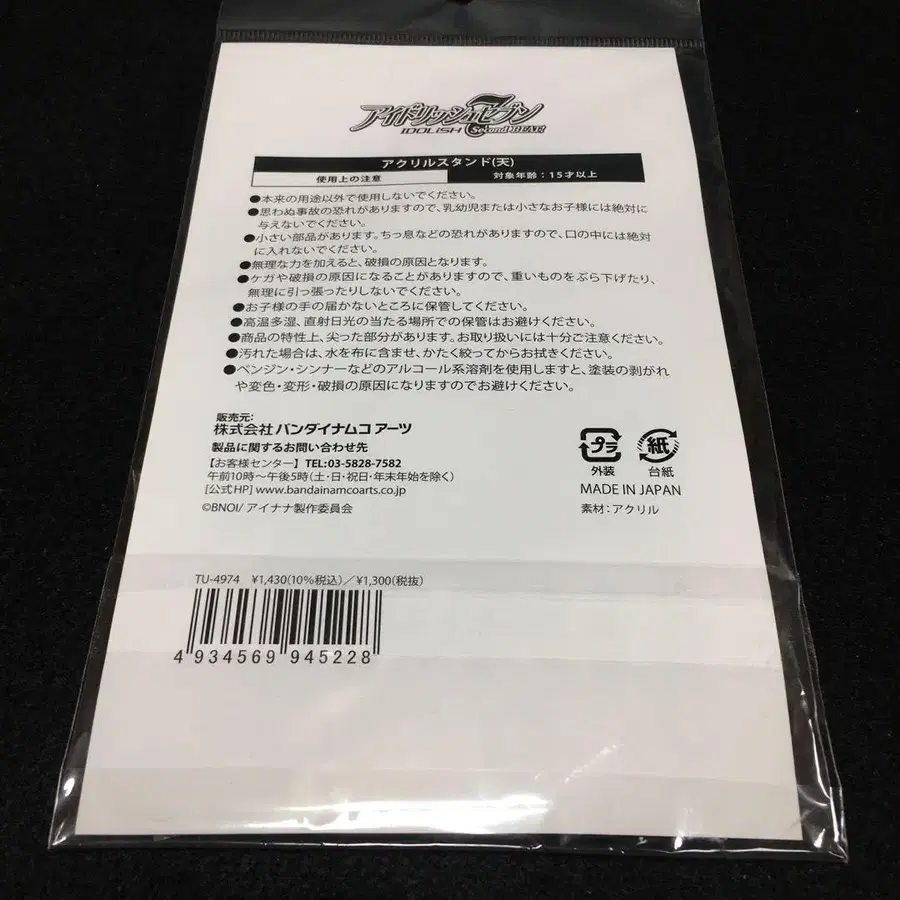 アイドリッシュセブン
IDOLiSH7 Second BEAT!
アクリルスタンド(天)
使用上の注意
対象年齢：15才以上
●本来の用途以外で使用しないでください。
●思わぬ事故の恐れがありますので、乳幼児または小さなお子様には絶対に
与えないでください。
●小さい部品があります。ちっ息などの恐れがありますので、口の中には絶対
に入れないでください。
●無理な力を加えると、破損の原因となります。
●ケガや破損の原因になることがありますので、重いものをぶら下げたり、
無理に引っ張ったりしないでください。
●お子様の手の届かないところに保管してください。
●高温多湿、直射日光の当たる場所での保管はお避けください。
●商品の特性上、尖った部分があります。お取り扱いには十分ご注意ください。
●汚れた場合は、水を布に含ませ、かたく絞ってからお拭きください。
●ベンジン・シンナーなどのアルコール系溶剤を使用しますと、塗装の剥がれ
や変色・変形・破損の原因になりますのでお避けください。
販売元:
株式会社バンダイナムコアーツ
製品に関するお問い合わせ先
【お客様センター】 TEL:03-5828-7582
午前10時〜午後5時(土・日・祝日・年末年始を除く)
[公式HP] www.bandainamcoarts.co.jp
©BNOI/アイナナ製作委員会
プラ
外装
紙
台紙
MADE IN JAPAN
素材：アクリル
TU-4974 ¥1,430(10%税込)／¥1,300(税抜)
4 934569 945228